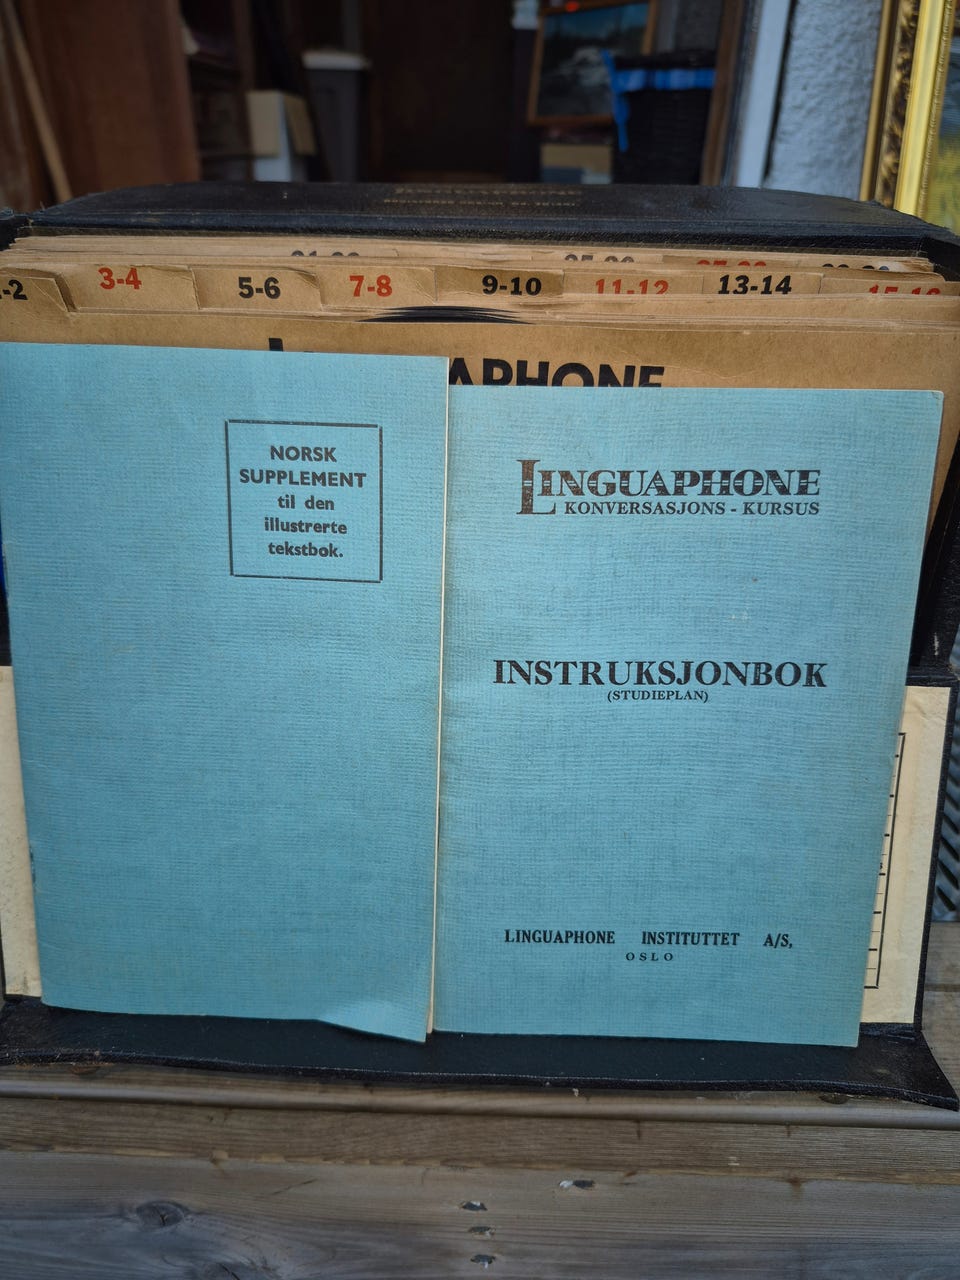 3-4
5-6
7-8
9-10
11-12
13-14
NORSK
SUPPLEMENT
til den
illustrerte
tekstbok.
LINGUAPHONE
KONVERSASJONS - KURSUS
INSTRUKSJONBOK
(STUDIEPLAN)
LINGUAPHONE INSTITUTTET A/S,
OSLO